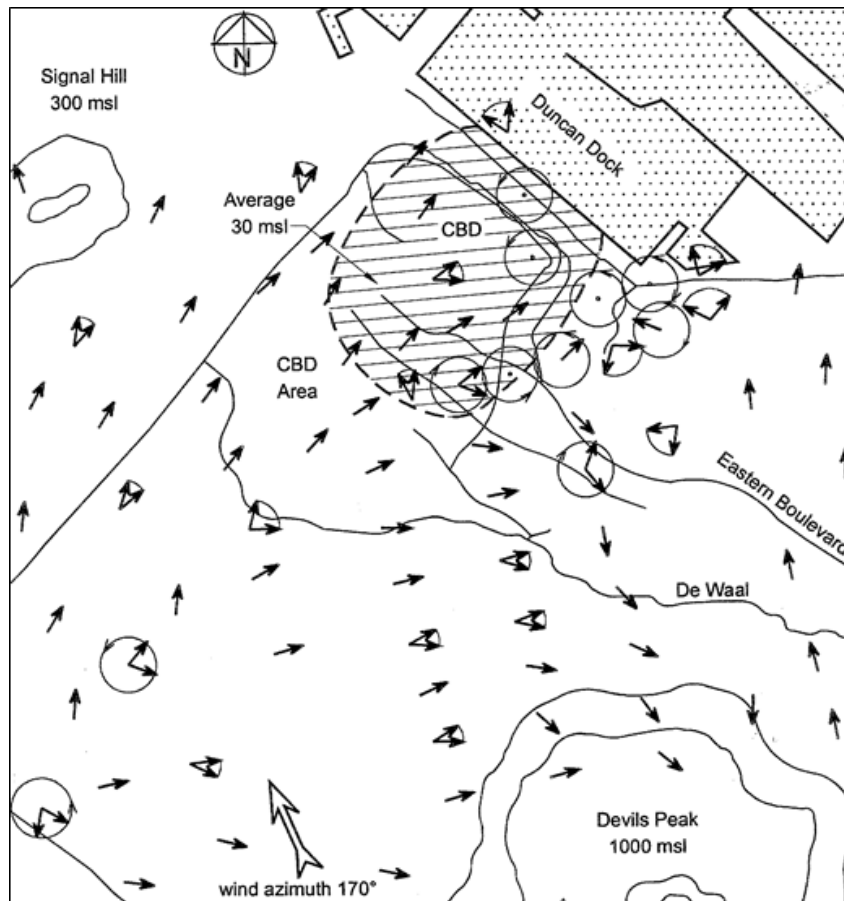 N
Signal Hill
300 msl
Duncan Dock
Average
30 msl
CBD
CBD
Area
Eastern Boulevard
De Waal
Devils Peak
1000 msl
wind azimuth 170°